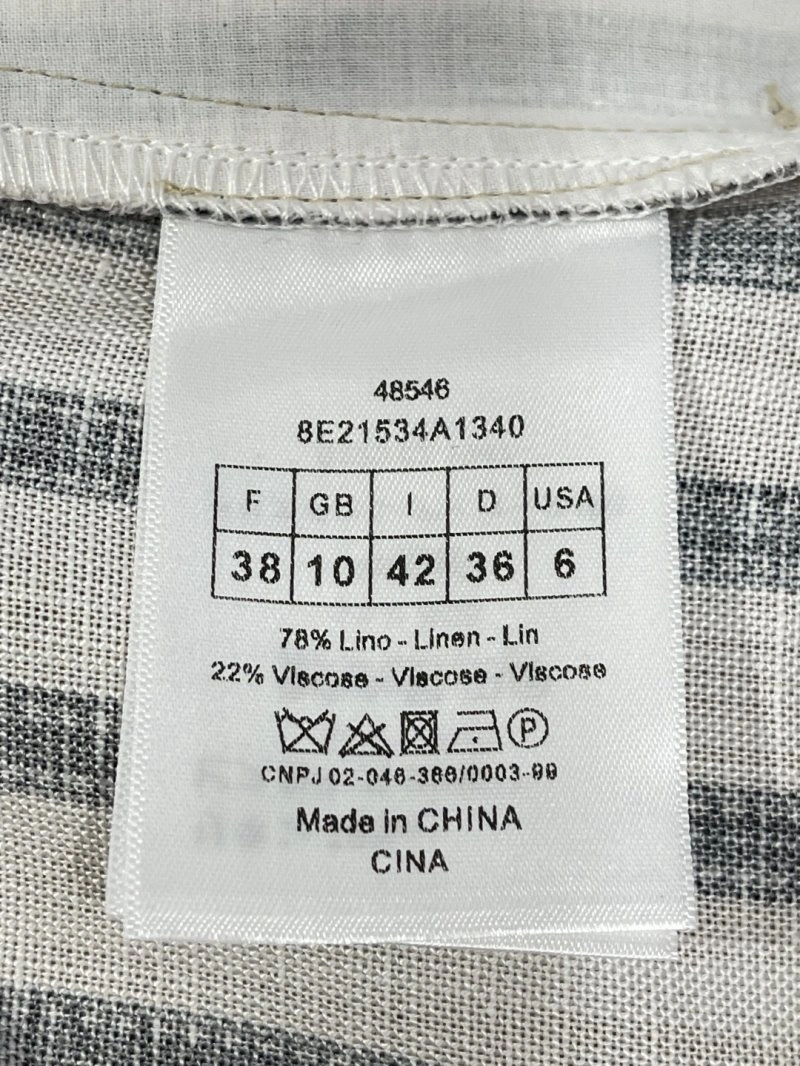 48546
8E21534A1340
F GB I D USA
38 10 42 36 6
78% Lino - Linen - Lin
22% Viscose - Viscose - Viscose
P
CNPJ 02-046-366/0003-99
Made in CHINA
CINA